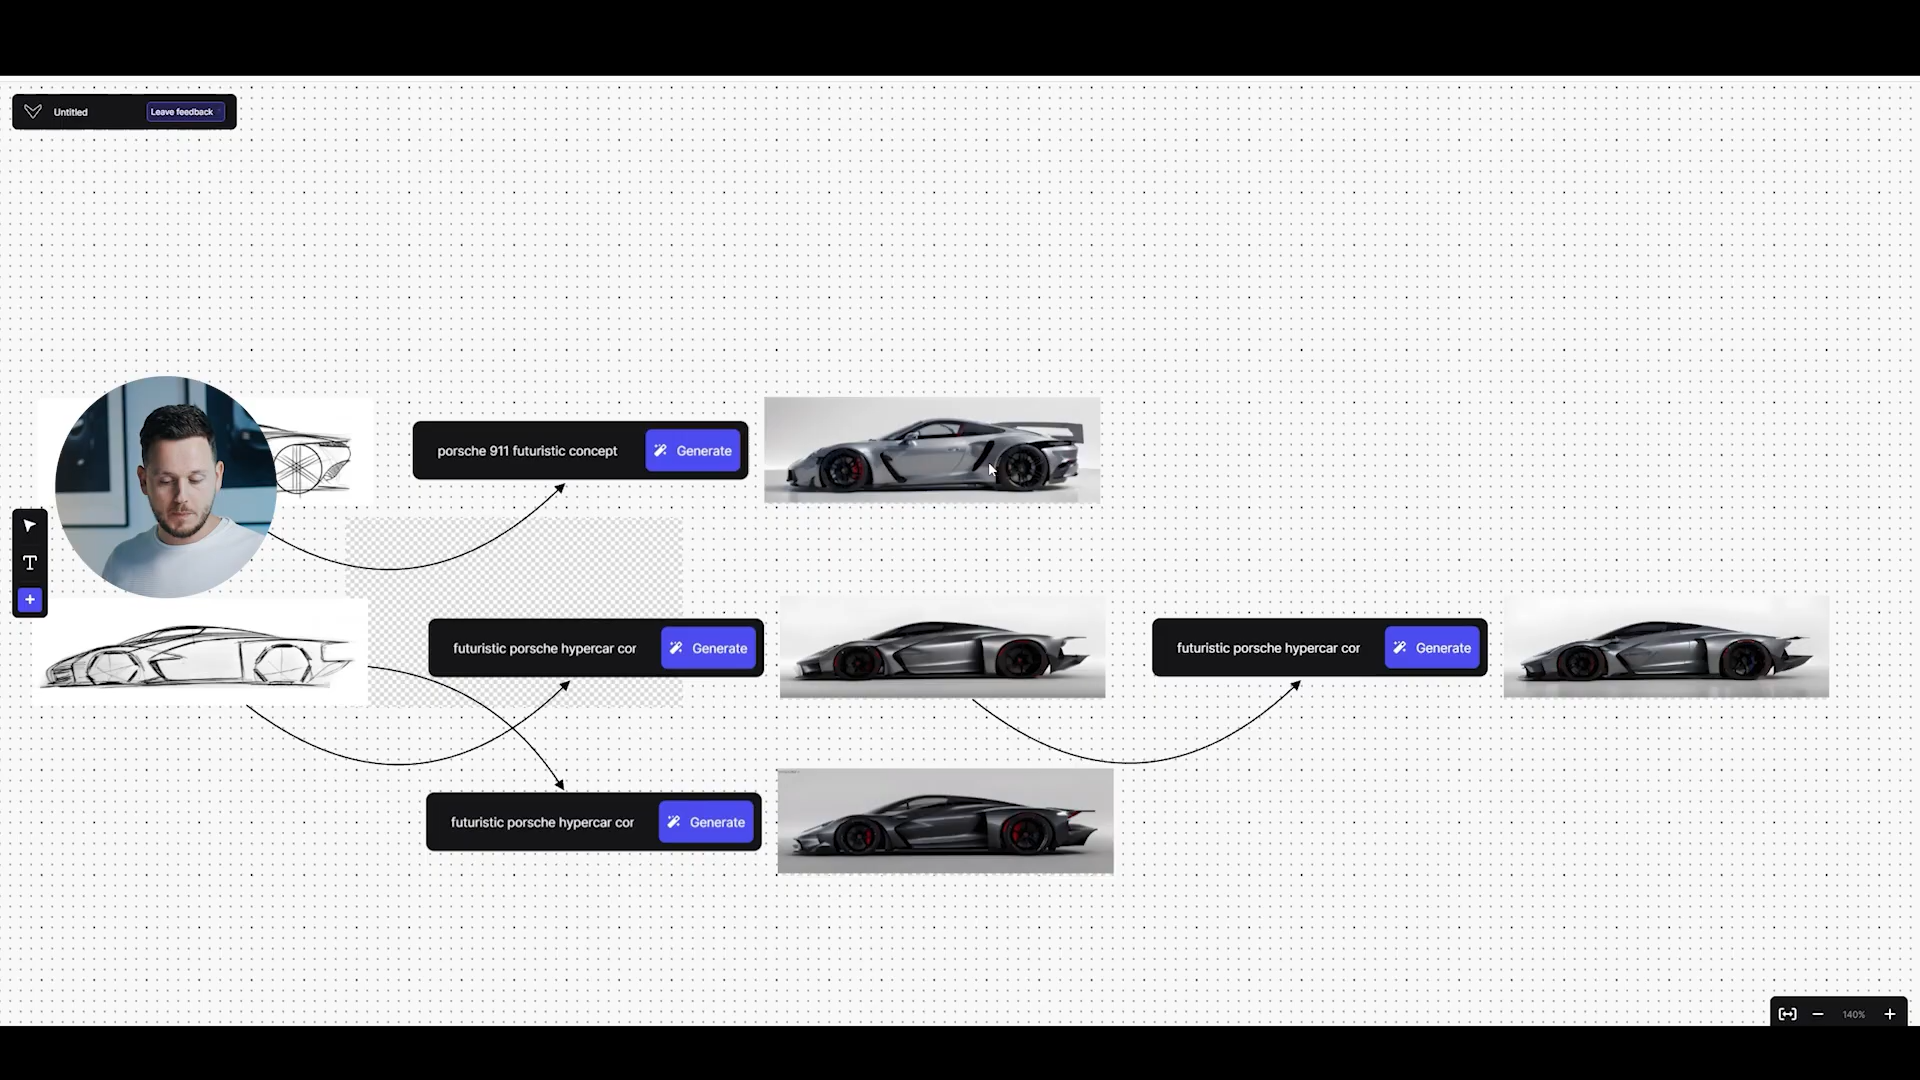 Untitled
Leave feedback
porsche 911 futuristic concept
Generate
futuristic porsche hypercar cor
Generate
futuristic porsche hypercar cor
Generate
futuristic porsche hypercar cor
Generate
140%